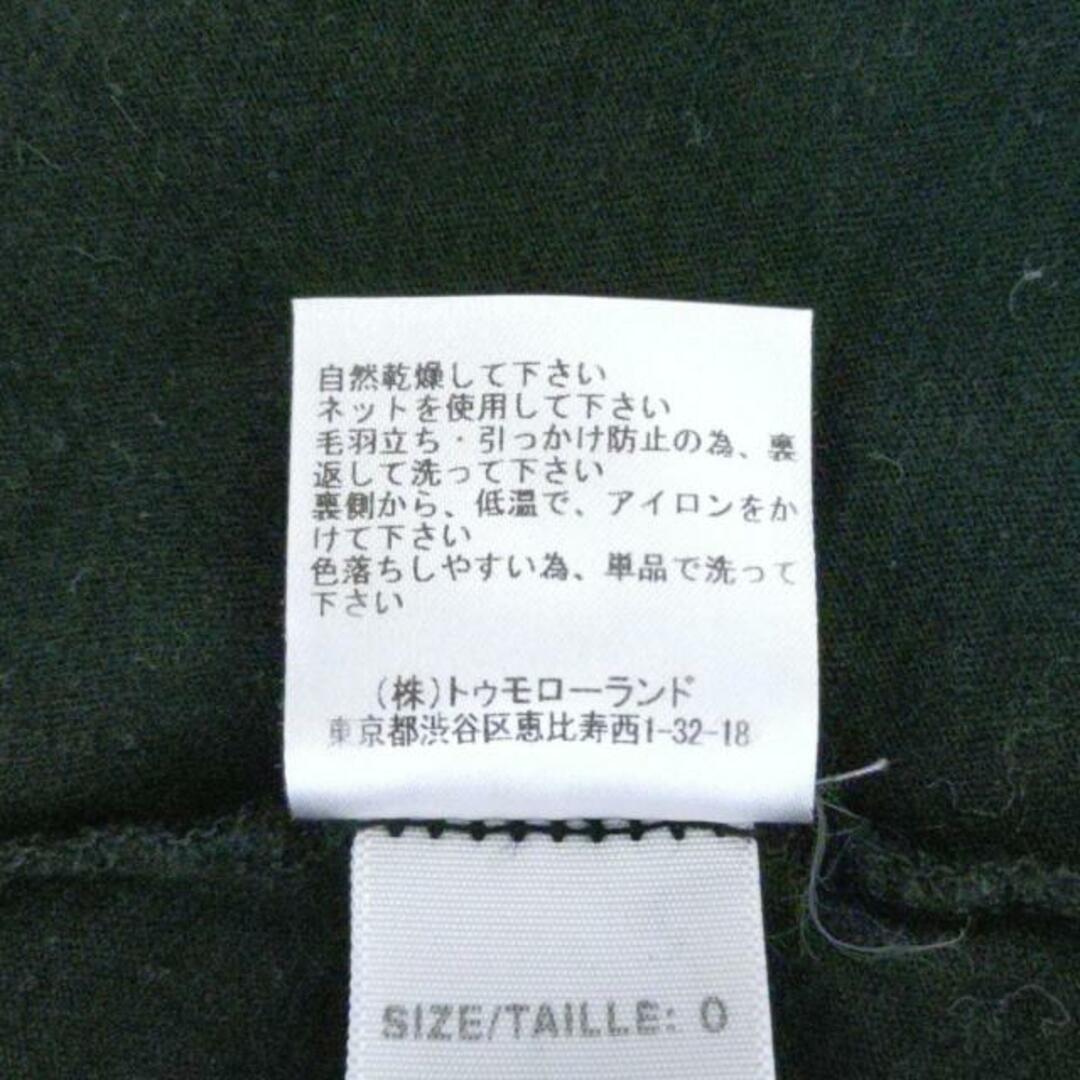 自然乾燥して下さい
ネットを使用して下さい
毛羽立ち・引っかけ防止の為、裏
返して洗って下さい
裏側から、低温で、アイロンをか
けて下さい
色落ちしやすい為、単品で洗って
下さい
(株)トゥモローランド
東京都渋谷区恵比寿西1-32-18
SIZE/TAILLE: 0